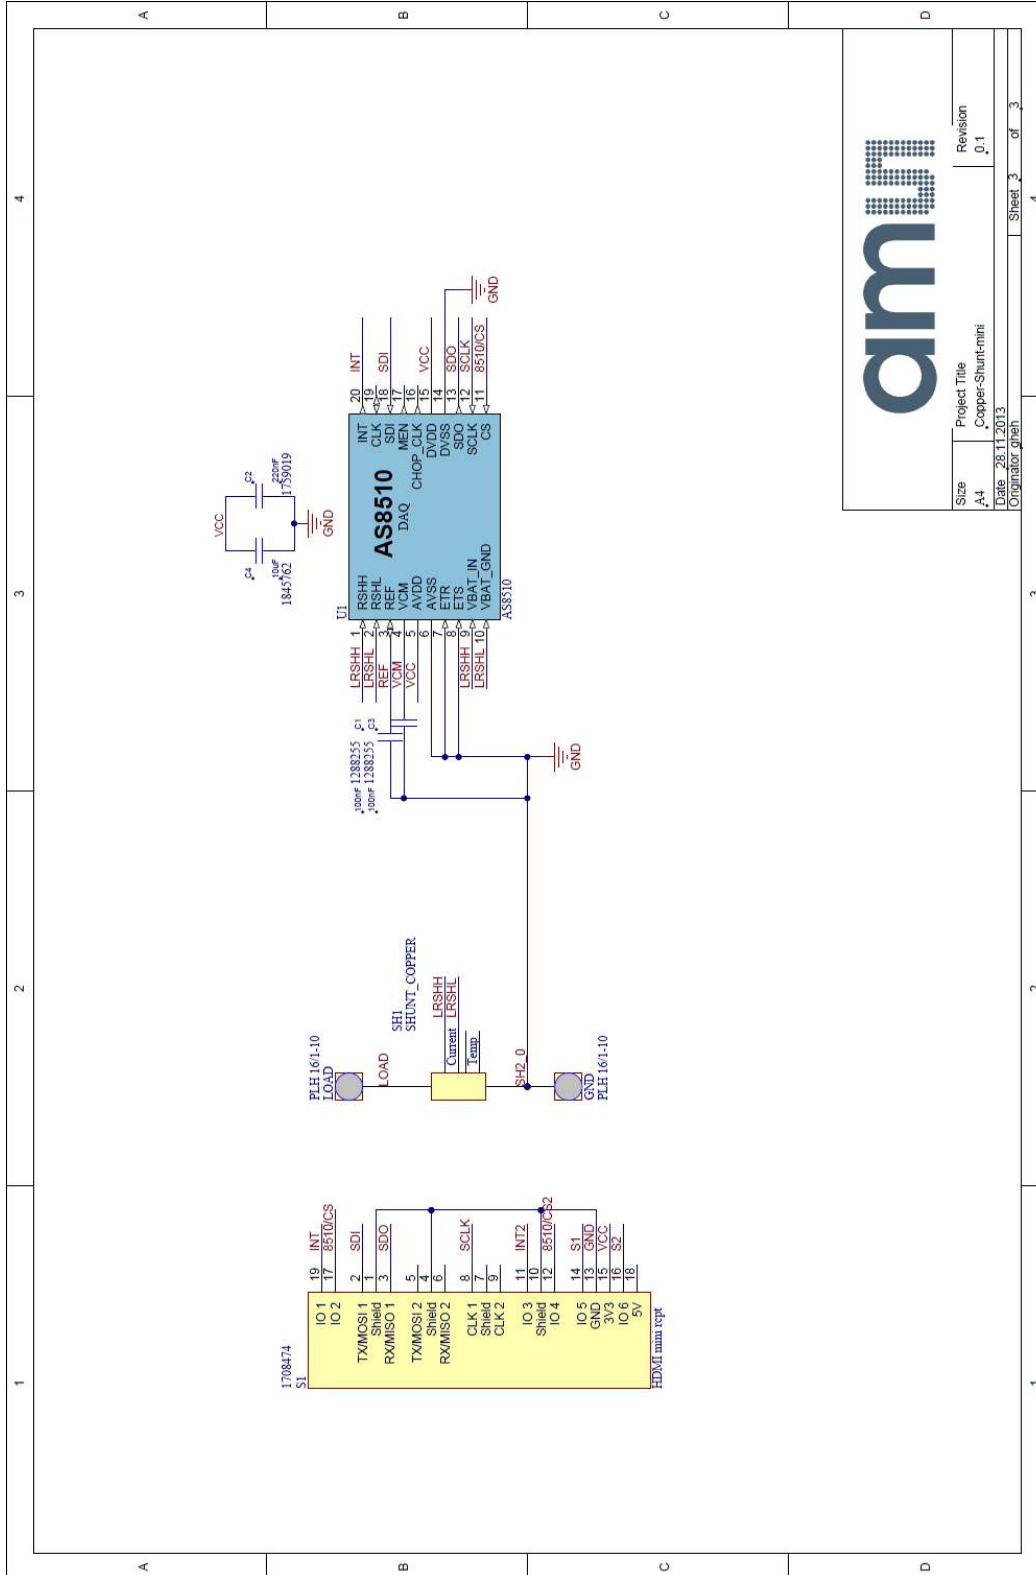 1
2
3
4
A
B
C
D
1708474
S1
19 INT
IO 1
17 8510/CS
IO 2
2 SDI
TX/MOSI 1
1
Shield
3 SDO
RX/MISO 1
5
TX/MOSI 2
4
Shield
6
RX/MISO 2
8 SCLK
CLK 1
7
Shield
9
CLK 2
11 INT2
IO 3
10
Shield
12 8510/CS2
IO 4
14 S1
IO 5
13 GND
GND
15 VCC
3V3
16 S2
IO 6
18
5V
HDMI mini rcpt
PLH 16/1-10
LOAD
LOAD
SH1
SHUNT_COPPER
LRSHH
LRSHL
Current
Temp
SH2_0
GND
PLH 16/1-10
100nF 1288255 C1
100nF 1288255 C3
GND
VCC
C4
10uF
1845762
C2
220nF
1759019
GND
U1
AS8510
DAQ
LRSHH 1 RSHH
LRSHL 2 RSHL
REF 3 REF
VCM 4 VCM
VCC 5 AVDD
6 AVSS
7 ETR
8 ETS
LRSHH 9 VBAT_IN
LRSHL 10 VBAT_GND
INT 20 INT
CLK 19
SDI 18 SDI
MEN 17
CHOP_CLK 16
DVDD 15 VCC
DVSS 14
SDO 13 SDO
SCLK 12 SCLK
CS 11 8510/CS
AS8510
GND
amu
Size
A4
Project Title
Copper-Shunt-mini
Revision
0.1
Date 28.11.2013
Originator gheh
Sheet 3 of 3
1
2
3
4
A
B
C
D